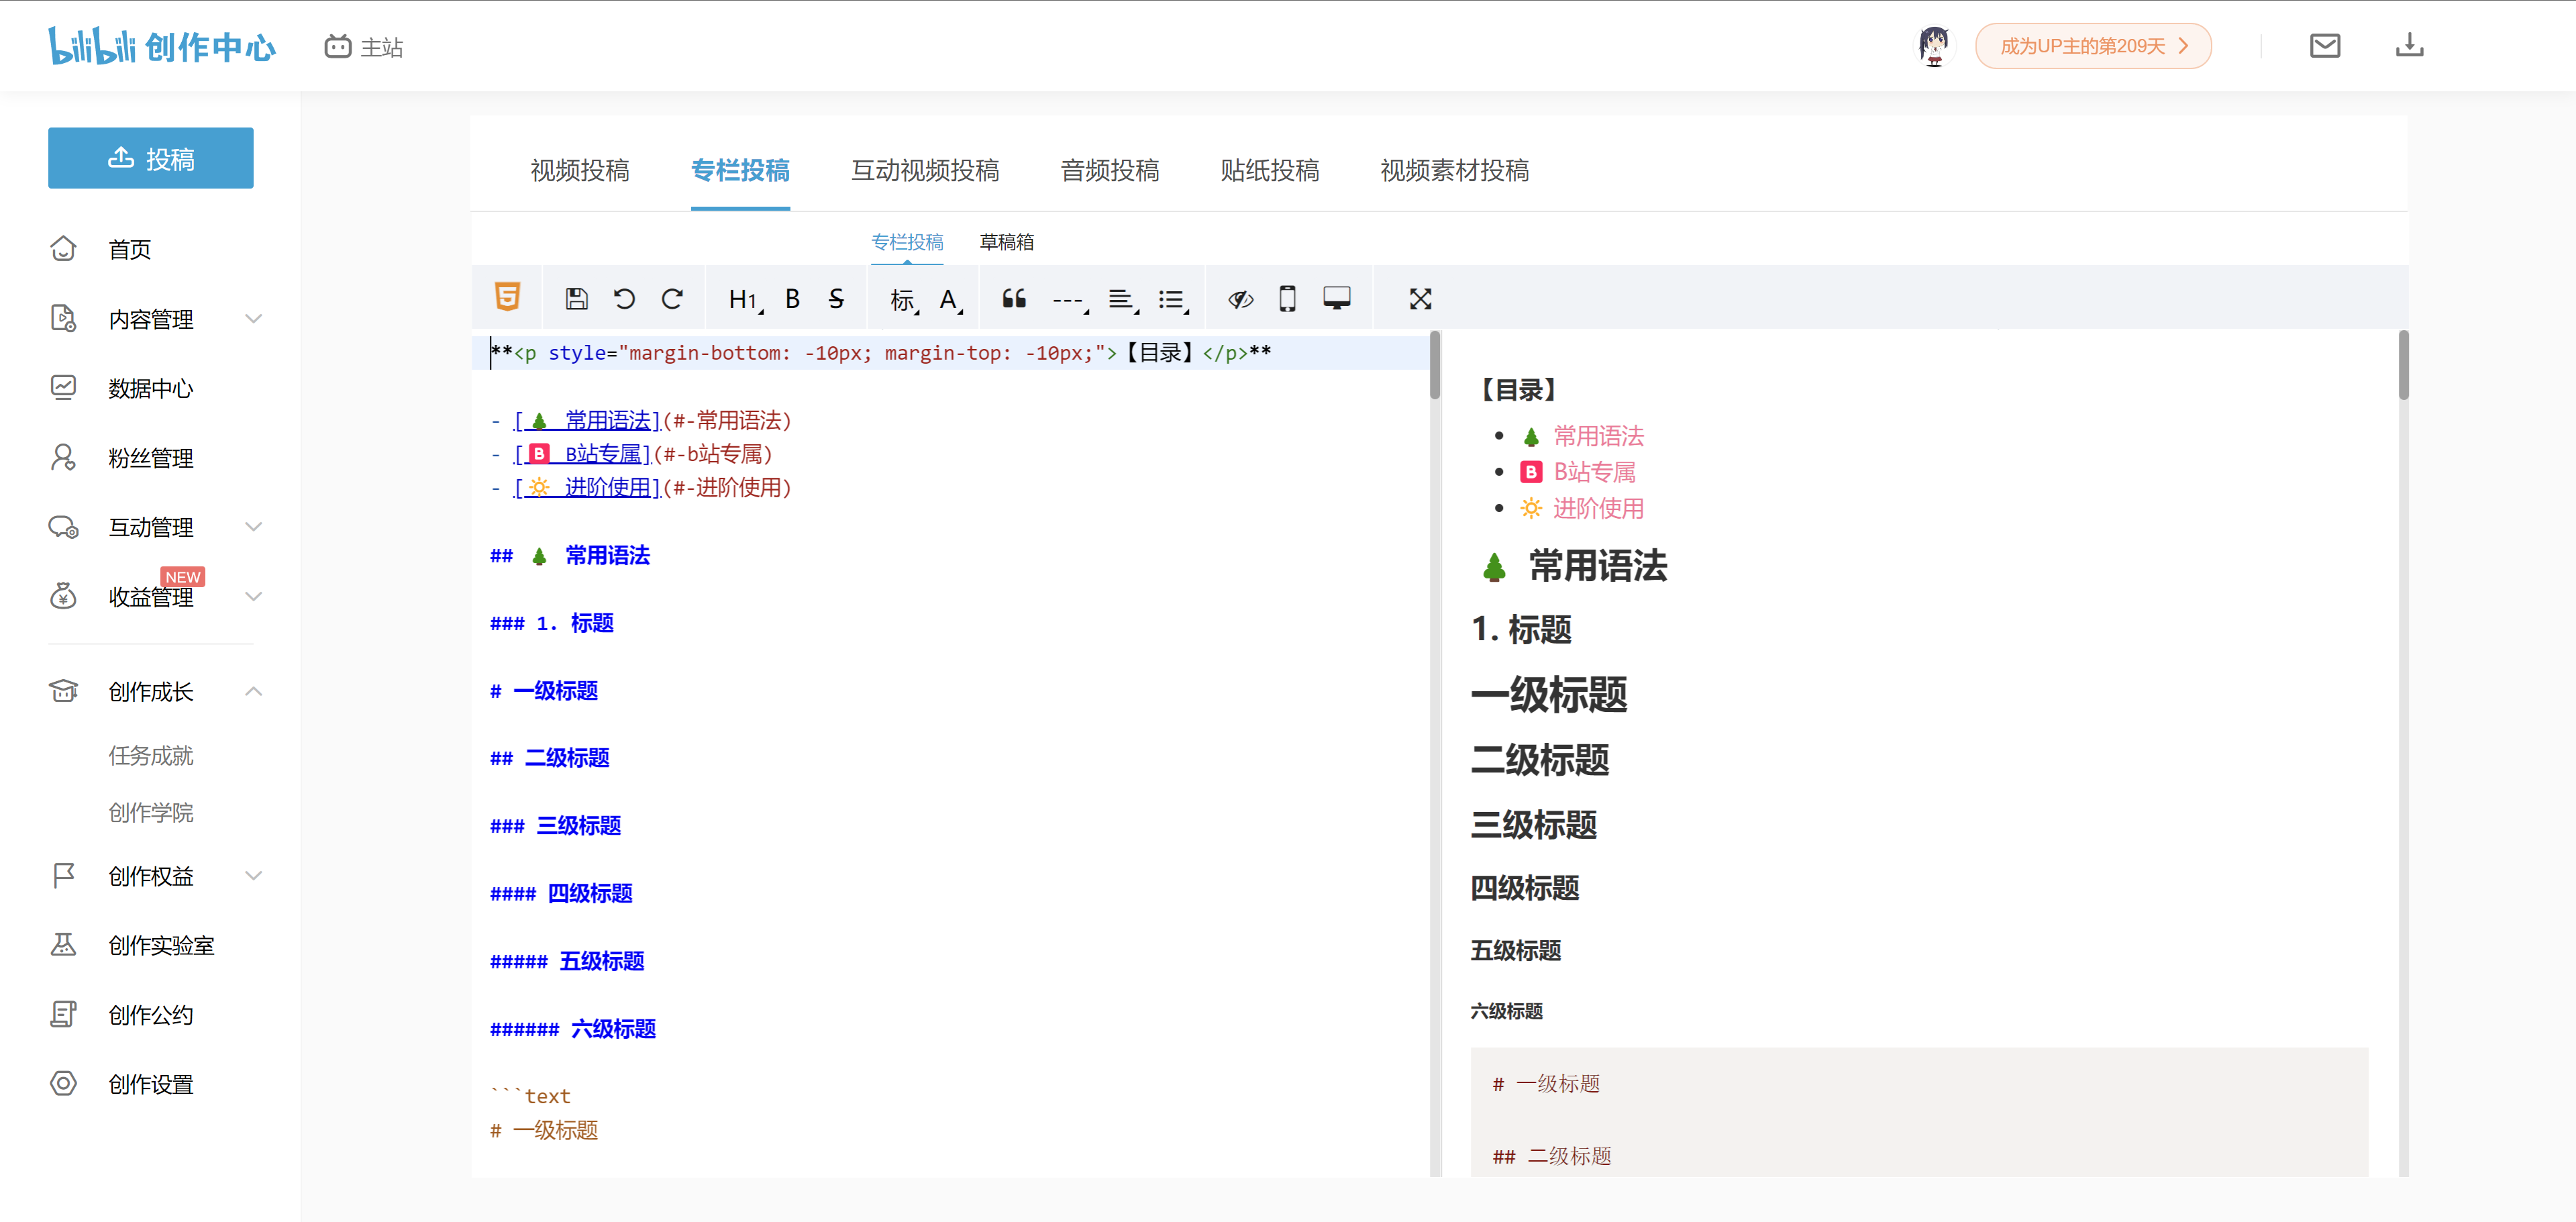 bilibili 创作中心
主站
成为UP主的第209天
投稿
首页
内容管理
数据中心
粉丝管理
互动管理
NEW
收益管理
创作成长
任务成就
创作学院
创作权益
创作实验室
创作公约
创作设置
视频投稿 专栏投稿 互动视频投稿 音频投稿 贴纸投稿 视频素材投稿
专栏投稿 草稿箱
5 H1 B S 标 A
**<p style="margin-bottom: -10px; margin-top: -10px;">【目录】</p>**
- [🌲 常用语法](#-常用语法)
- [🅱 B站专属](#-b站专属)
- [🔅 进阶使用](#-进阶使用)
## 🌲 常用语法
### 1. 标题
# 一级标题
## 二级标题
### 三级标题
#### 四级标题
##### 五级标题
###### 六级标题
```text
# 一级标题
【目录】
• 🌲 常用语法
• 🅱 B站专属
• 🔅 进阶使用
🌲 常用语法
1. 标题
一级标题
二级标题
三级标题
四级标题
五级标题
六级标题
# 一级标题
## 二级标题